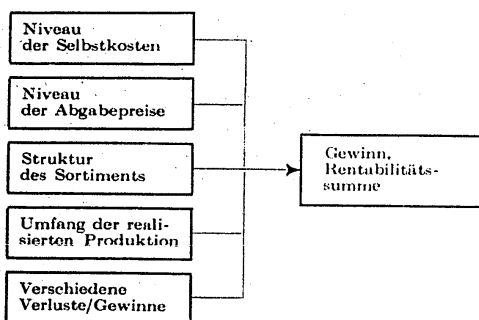 Niveau
der Selbstkosten
Niveau
der Abgabepreise
Struktur
des Sortiments
Umfang der reali-
sierten Produktion
Verschiedene
Verluste/Gewinne
Gewinn,
Rentabilitäts-
summe